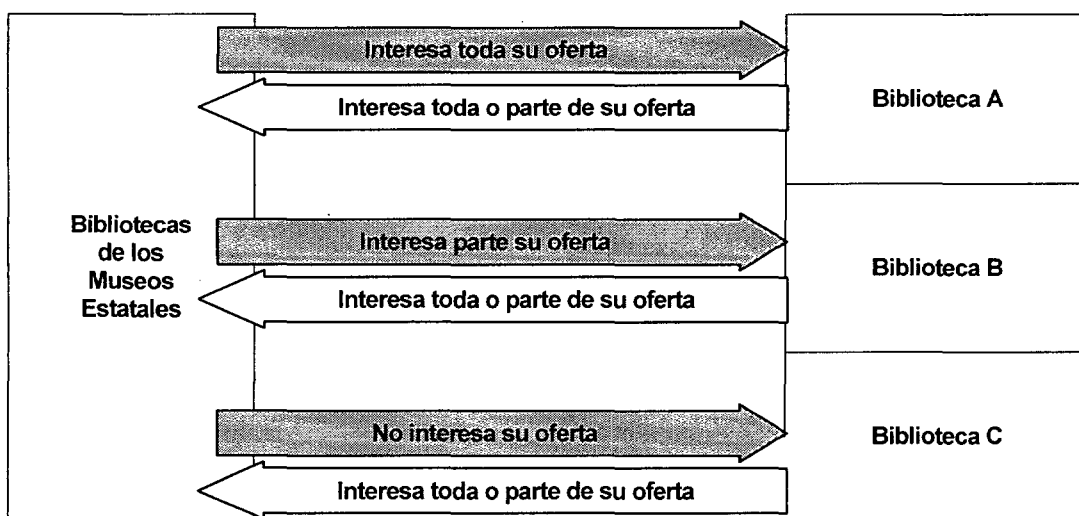 Interesa toda su oferta
Interesa toda o parte de su oferta
Biblioteca A
Bibliotecas
de los
Museos
Estatales
Interesa parte su oferta
Interesa toda o parte de su oferta
Biblioteca B
No interesa su oferta
Interesa toda o parte de su oferta
Biblioteca C